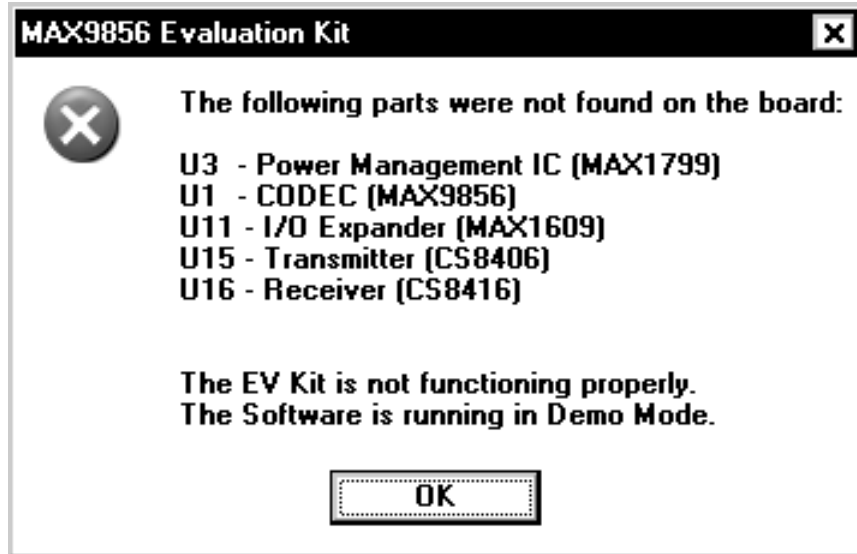 MAX9856 Evaluation Kit
The following parts were not found on the board:
U3 - Power Management IC (MAX1799)
U1 - CODEC (MAX9856)
U11 - I/O Expander (MAX1609)
U15 - Transmitter (CS8406)
U16 - Receiver (CS8416)
The EV Kit is not functioning properly.
The Software is running in Demo Mode.
OK